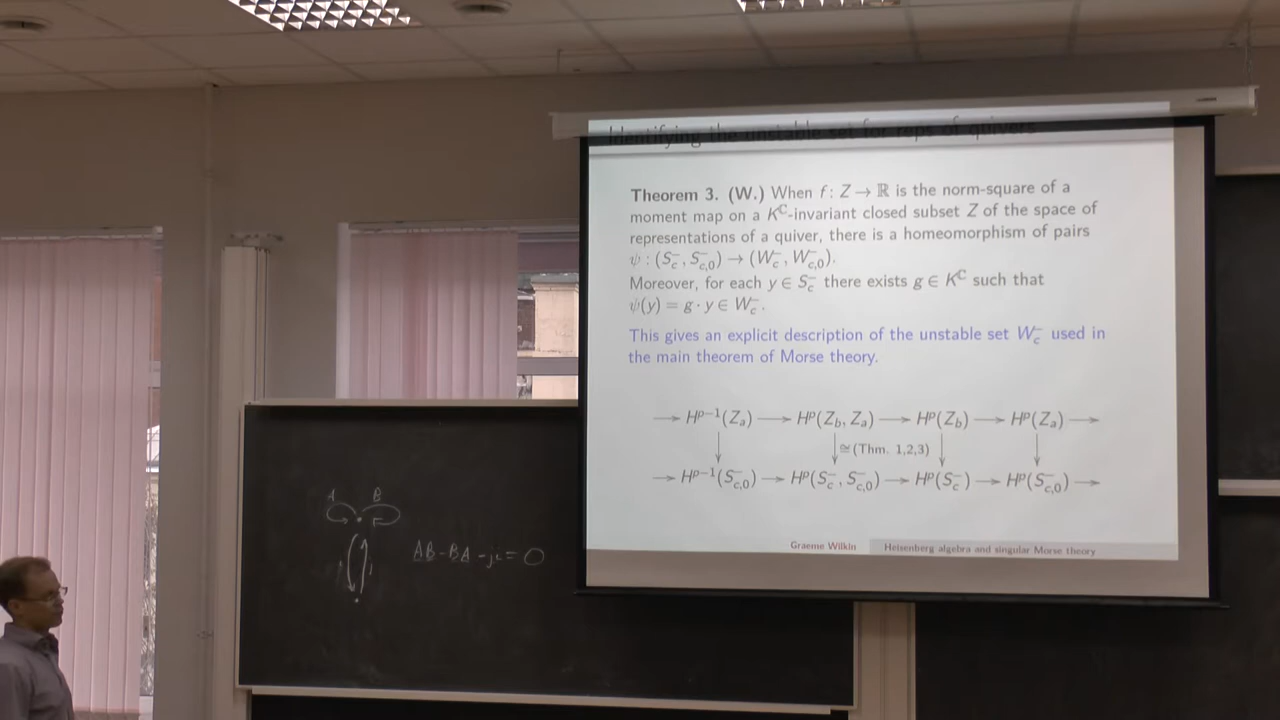 Identifying the unstable set for reps of quivers
Theorem 3. (W.) When f : Z → ℝ is the norm-square of a
moment map on a K^ℂ-invariant closed subset Z of the space of
representations of a quiver, there is a homeomorphism of pairs
ψ : (S_c^-, S_{c,0}^-) → (W_c^-, W_{c,0}^-).
Moreover, for each y ∈ S_c^- there exists g ∈ K^ℂ such that
ψ(y) = g · y ∈ W_c^-.
This gives an explicit description of the unstable set W_c^- used in
the main theorem of Morse theory.
→ H^{p-1}(Z_a) → H^p(Z_b, Z_a) → H^p(Z_b) → H^p(Z_a) →
≅(Thm. 1,2,3)
→ H^{p-1}(S_{c,0}^-) → H^p(S_c^-, S_{c,0}^-) → H^p(S_c^-) → H^p(S_{c,0}^-) →
Graeme Wilkin Heisenberg algebra and singular Morse theory
A B
AB-BA-ji=0